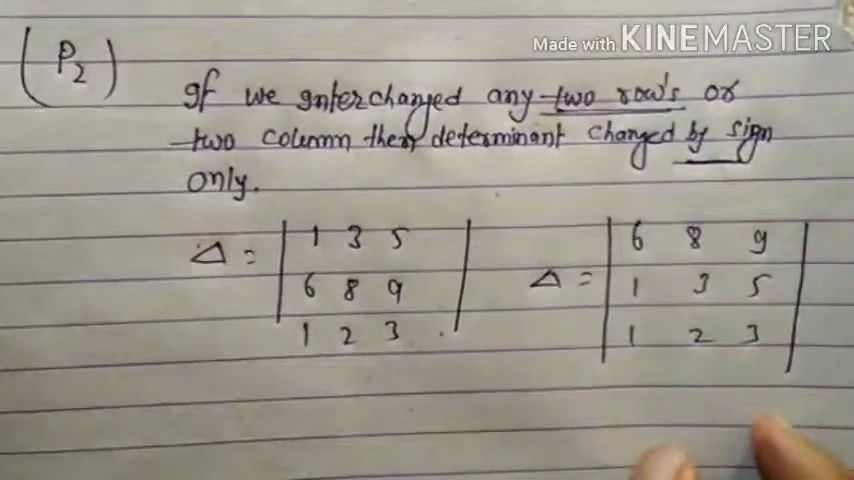 Made with KINEMASTER
(P2)
If we interchanged any two row's or
two column then determinant changed by sign
only.
Δ = | 1 3 5 |
| 6 8 9 |
| 1 2 3 |
Δ = | 6 8 9 |
| 1 3 5 |
| 1 2 3 |